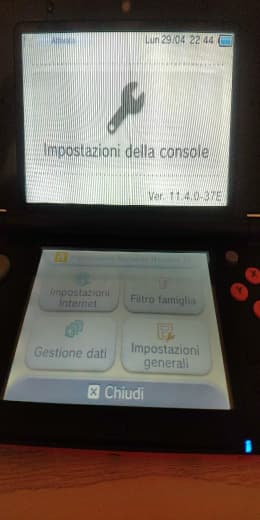 Attivata Lun 29/04 22:44
Impostazioni della console
Ver. 11.4.0-37E
Impostazioni
Internet
Filtro famiglia
Gestione dati
Impostazioni
generali
X Chiudi
X
Y